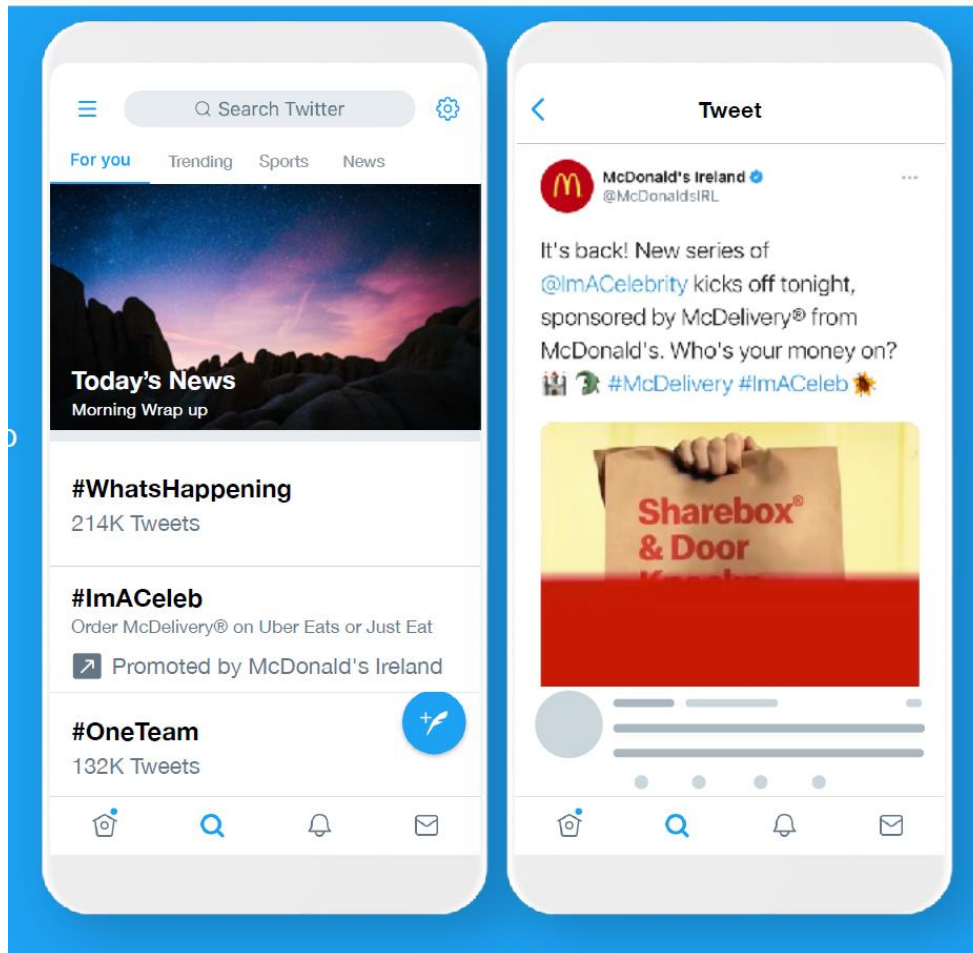 Search Twitter
For you Trending Sports News
Today's News
Morning Wrap up
#WhatsHappening
214K Tweets
#ImACeleb
Order McDelivery® on Uber Eats or Just Eat
Promoted by McDonald's Ireland
#OneTeam
132K Tweets
Tweet
McDonald's Ireland
@McDonaldsIRL
It's back! New series of
@ImACelebrity kicks off tonight,
sponsored by McDelivery® from
McDonald's. Who's your money on?
#McDelivery #ImACeleb
Sharebox®
& Door